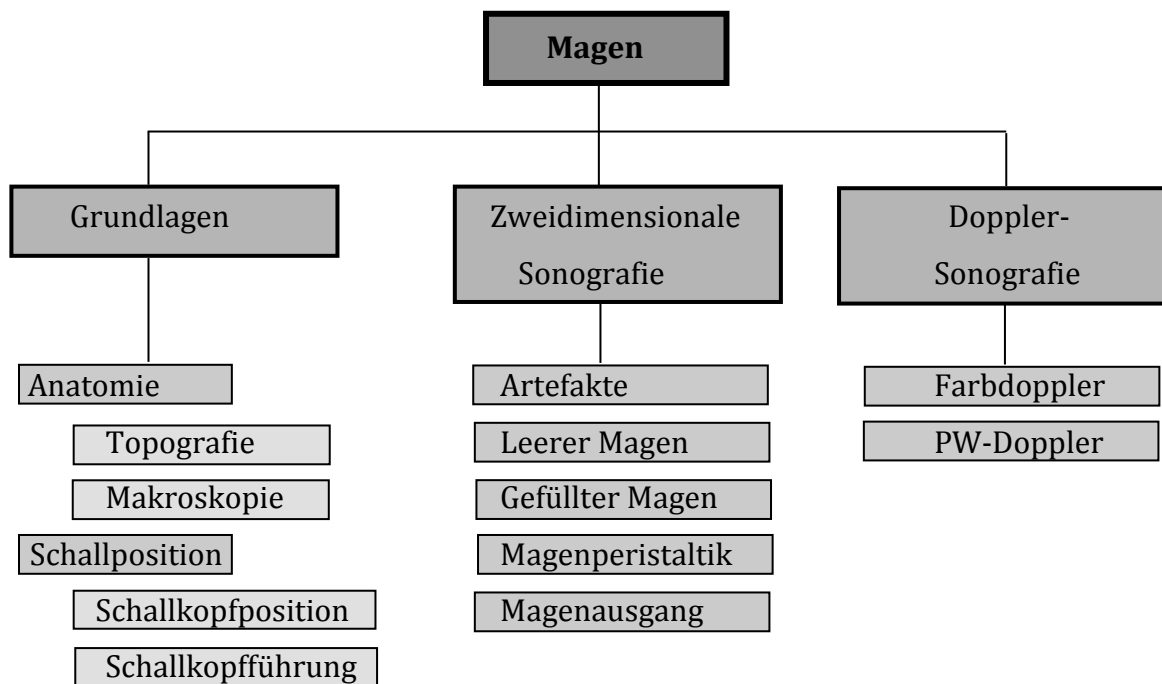 Magen
Grundlagen
Zweidimensionale
Sonografie
Doppler-
Sonografie
Anatomie
Topografie
Makroskopie
Schallposition
Schallkopfposition
Schallkopfführung
Artefakte
Leerer Magen
Gefüllter Magen
Magenperistaltik
Magenausgang
Farbdoppler
PW-Doppler